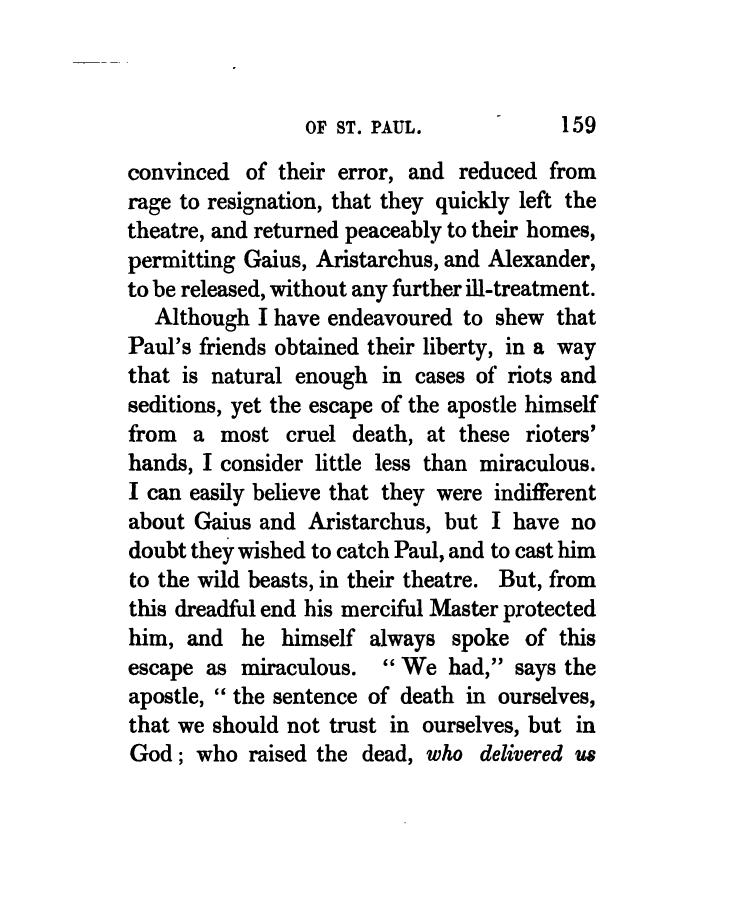 OF ST. PAUL. 159
convinced of their error, and reduced from
rage to resignation, that they quickly left the
theatre, and returned peaceably to their homes,
permitting Gaius, Aristarchus, and Alexander,
to be released, without any further ill-treatment.
Although I have endeavoured to shew that
Paul's friends obtained their liberty, in a way
that is natural enough in cases of riots and
seditions, yet the escape of the apostle himself
from a most cruel death, at these rioters'
hands, I consider little less than miraculous.
I can easily believe that they were indifferent
about Gaius and Aristarchus, but I have no
doubt they wished to catch Paul, and to cast him
to the wild beasts, in their theatre. But, from
this dreadful end his merciful Master protected
him, and he himself always spoke of this
escape as miraculous. “ We had,” says the
apostle, “ the sentence of death in ourselves,
that we should not trust in ourselves, but in
God ; who raised the dead, who delivered us